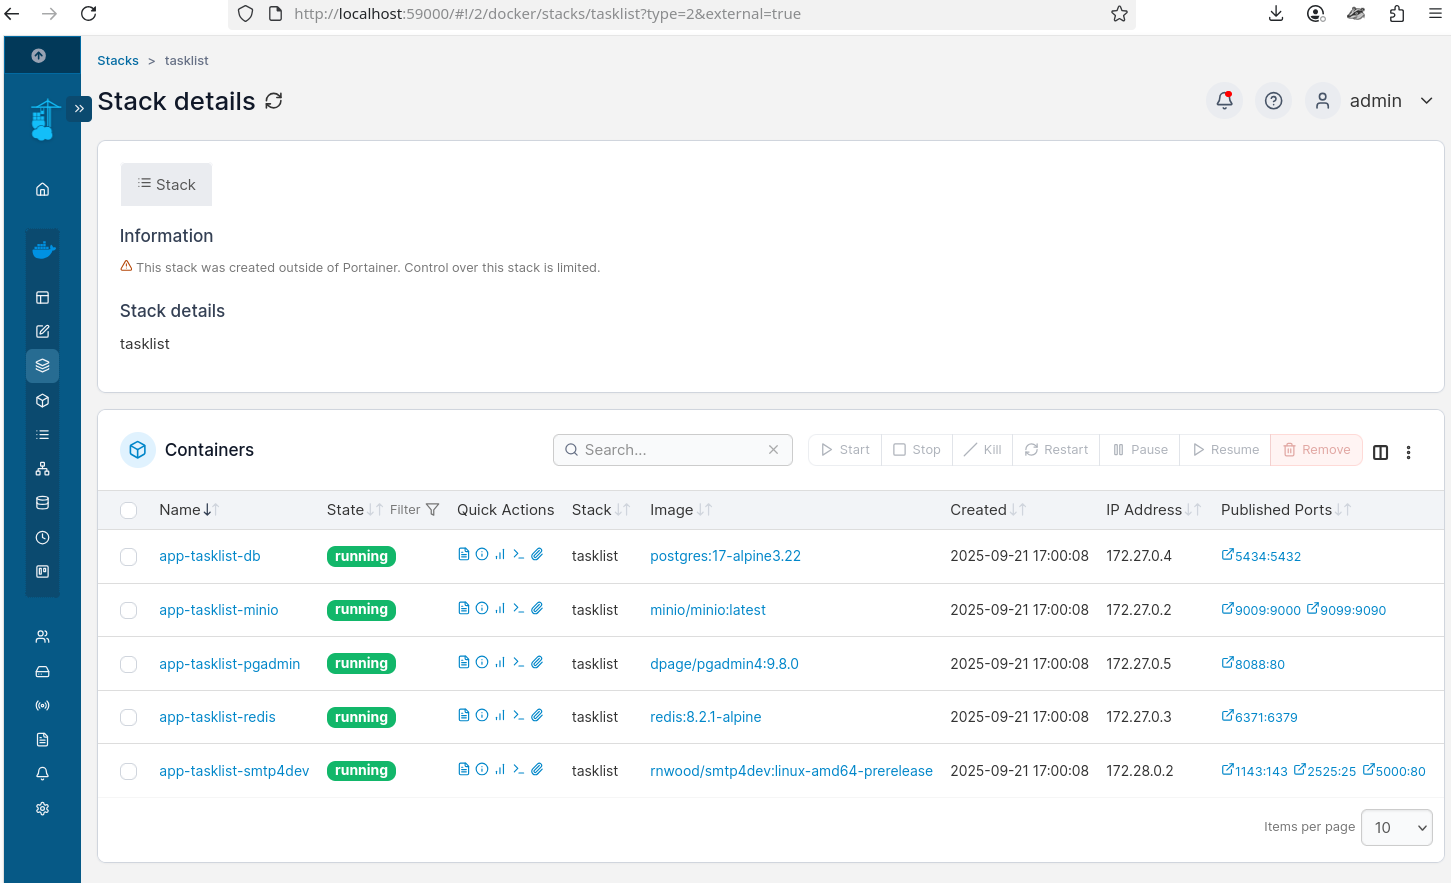 http://localhost:59000/#!/2/docker/stacks/tasklist?type=2&external=true
Stacks > tasklist
Stack details
admin
Stack
Information
This stack was created outside of Portainer. Control over this stack is limited.
Stack details
tasklist
Containers Search... Start Stop Kill Restart Pause Resume Remove
Name State Filter Quick Actions Stack Image Created IP Address Published Ports
app-tasklist-db running tasklist postgres:17-alpine3.22 2025-09-21 17:00:08 172.27.0.4 5434:5432
app-tasklist-minio running tasklist minio/minio:latest 2025-09-21 17:00:08 172.27.0.2 9009:9000 9099:9090
app-tasklist-pgadmin running tasklist dpage/pgadmin4:9.8.0 2025-09-21 17:00:08 172.27.0.5 8088:80
app-tasklist-redis running tasklist redis:8.2.1-alpine 2025-09-21 17:00:08 172.27.0.3 6371:6379
app-tasklist-smtp4dev running tasklist rnwood/smtp4dev:linux-amd64-prerelease 2025-09-21 17:00:08 172.28.0.2 1143:143 2525:25 5000:80
Items per page 10